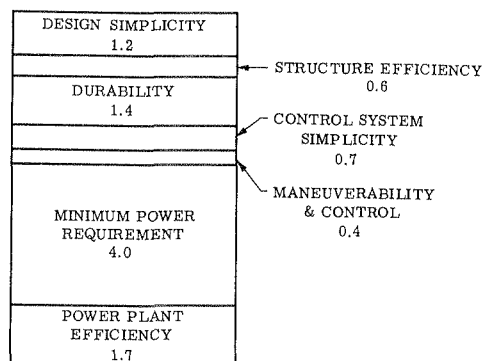 DESIGN SIMPLICITY
1.2
STRUCTURE EFFICIENCY
0.6
DURABILITY
1.4
CONTROL SYSTEM
SIMPLICITY
0.7
MANEUVERABILITY
& CONTROL
0.4
MINIMUM POWER
REQUIREMENT
4.0
POWER PLANT
EFFICIENCY
1.7